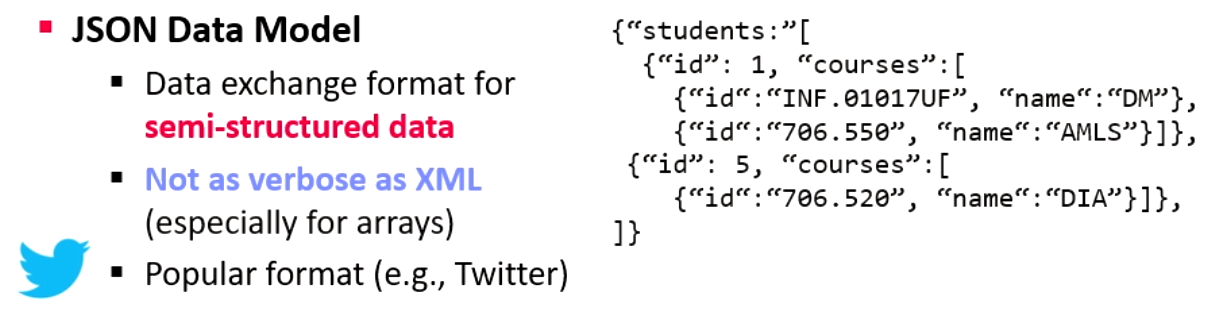 JSON Data Model
Data exchange format for
semi-structured data
Not as verbose as XML
(especially for arrays)
Popular format (e.g., Twitter)
{“students:”[
{“id”: 1, “courses”:[
{“id“:“INF.01017UF”, “name“:“DM”},
{“id“:“706.550”, “name“:“AMLS”}]},
{“id”: 5, “courses”:[
{“id“:“706.520”, “name“:“DIA”}]},
]}